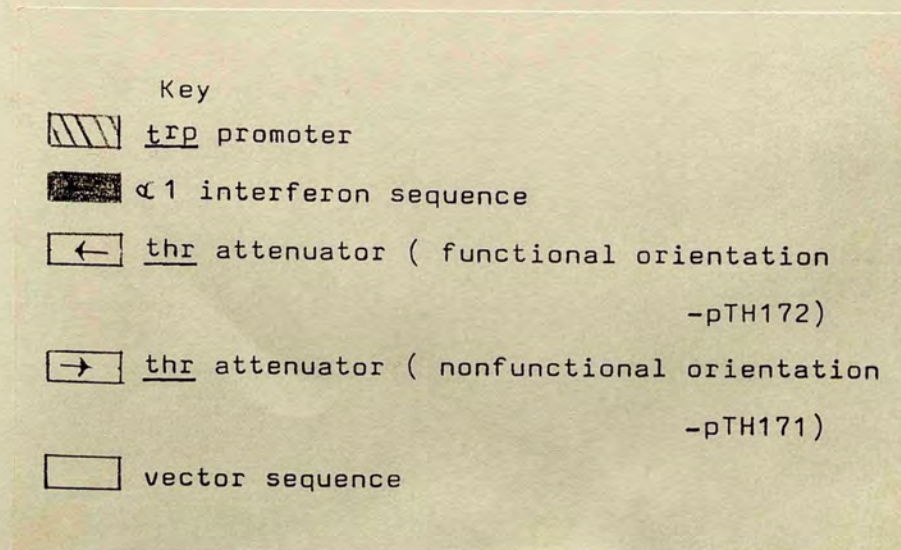 Key
trp promoter
α1 interferon sequence
← thr attenuator ( functional orientation
-pTH172)
→ thr attenuator ( nonfunctional orientation
-pTH171)
vector sequence